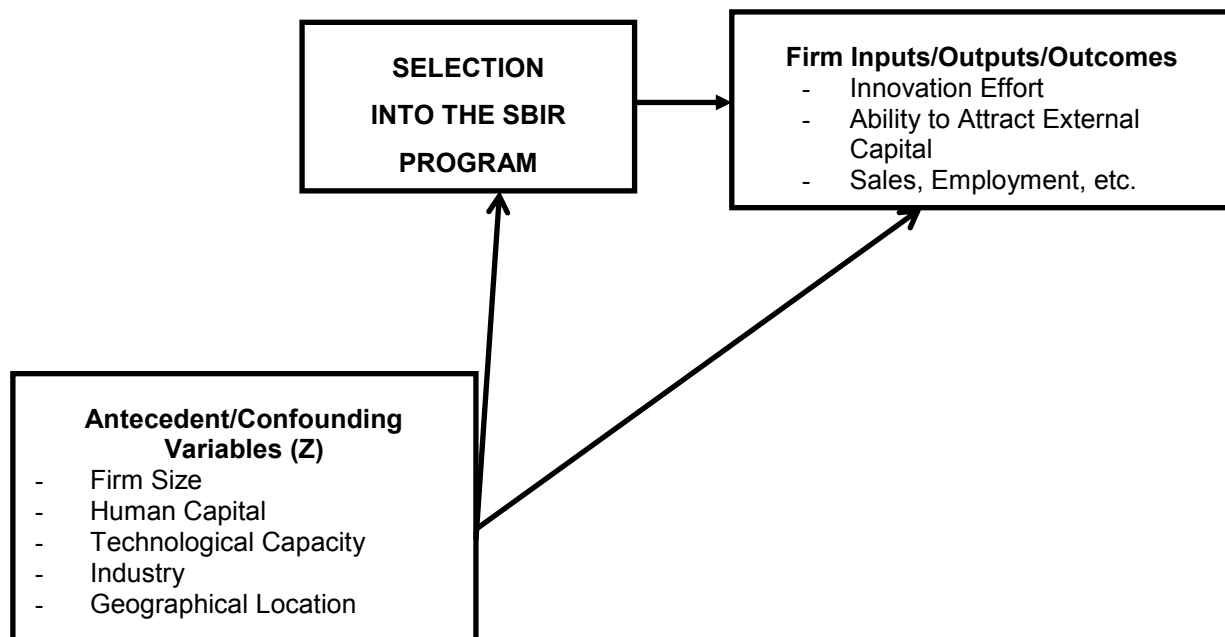 SELECTION
INTO THE SBIR
PROGRAM
Firm Inputs/Outputs/Outcomes
- Innovation Effort
- Ability to Attract External
Capital
- Sales, Employment, etc.
Antecedent/Confounding
Variables (Z)
- Firm Size
- Human Capital
- Technological Capacity
- Industry
- Geographical Location